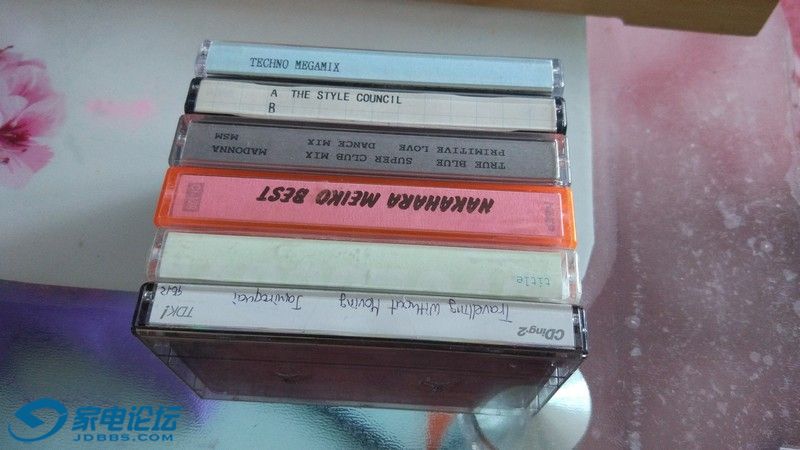 TECHNO MEGAMIX
A THE STYLE COUNCIL
B
TRUE BLUE SUPER CLUB MIX MADONNA
PRIMITIVE LOVE DANCE MIX MSM
NAKAHARA MEIKO BEST
title
CDing-2 Travelling Without Moving Jamiroquai TDK!
家电论坛
JDBBS.COM